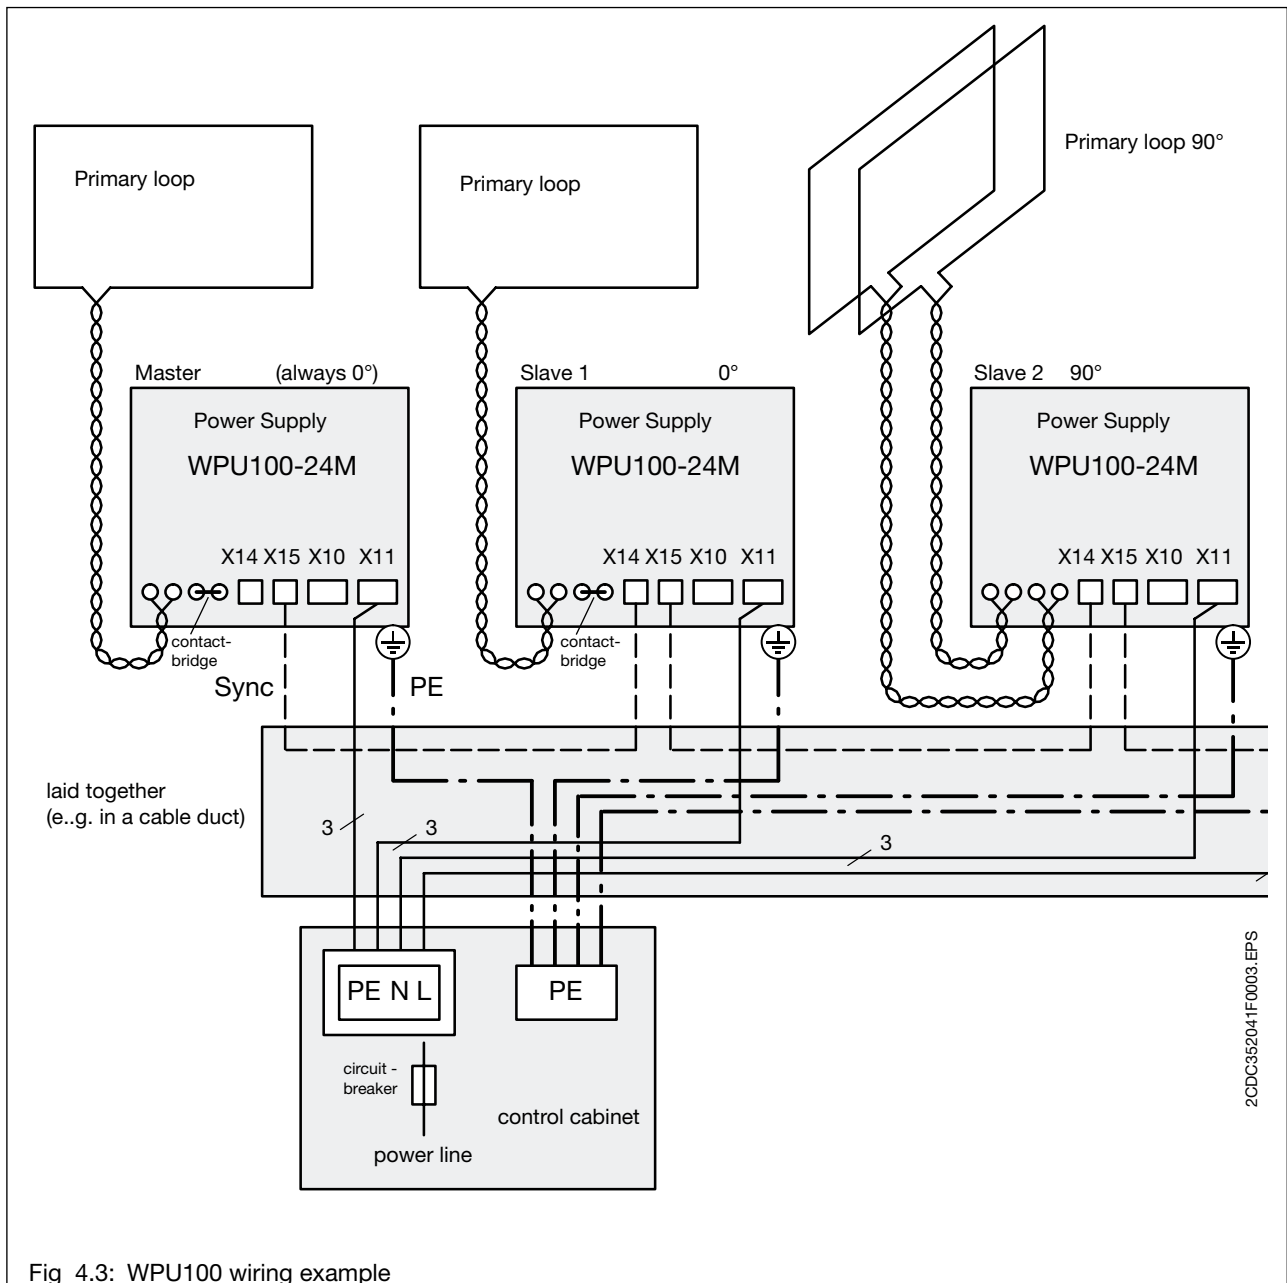 Primary loop 90°
Primary loop
Primary loop
Master (always 0°)
Slave 1 0°
Slave 2 90°
Power Supply
WPU100-24M
Power Supply
WPU100-24M
Power Supply
WPU100-24M
X14 X15 X10 X11
X14 X15 X10 X11
X14 X15 X10 X11
contact-
bridge
contact-
bridge
Sync
PE
laid together
(e..g. in a cable duct)
3
3
3
PE N L
PE
circuit -
breaker
control cabinet
power line
2CDC352041F0003.EPS
Fig 4.3: WPU100 wiring example